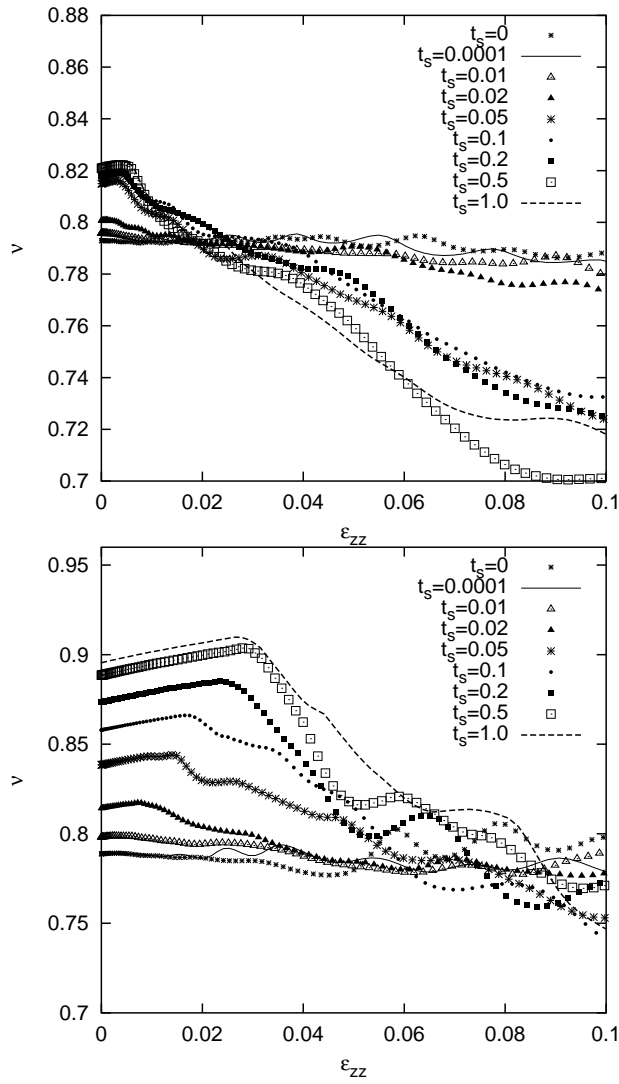 0.88
0.86
0.84
0.82
0.8
0.78
0.76
0.74
0.72
0.7
ν
0 0.02 0.04 0.06 0.08 0.1
ε_zz
t_s=0
t_s=0.0001
t_s=0.01
t_s=0.02
t_s=0.05
t_s=0.1
t_s=0.2
t_s=0.5
t_s=1.0
0.95
0.9
0.85
0.8
0.75
0.7
ν
0 0.02 0.04 0.06 0.08 0.1
ε_zz
t_s=0
t_s=0.0001
t_s=0.01
t_s=0.02
t_s=0.05
t_s=0.1
t_s=0.2
t_s=0.5
t_s=1.0